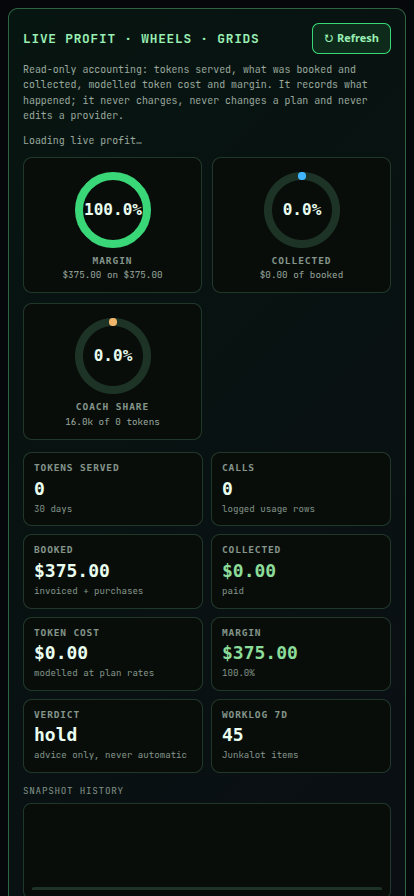 LIVE PROFIT · WHEELS · GRIDS
↻ Refresh
Read-only accounting: tokens served, what was booked and
collected, modelled token cost and margin. It records what
happened; it never charges, never changes a plan and never
edits a provider.
Loading live profit…
100.0%
MARGIN
$375.00 on $375.00
0.0%
COLLECTED
$0.00 of booked
0.0%
COACH SHARE
16.0k of 0 tokens
TOKENS SERVED
0
30 days
CALLS
0
logged usage rows
BOOKED
$375.00
invoiced + purchases
COLLECTED
$0.00
paid
TOKEN COST
$0.00
modelled at plan rates
MARGIN
$375.00
100.0%
VERDICT
hold
advice only, never automatic
WORKLOG 7D
45
Junkalot items
SNAPSHOT HISTORY